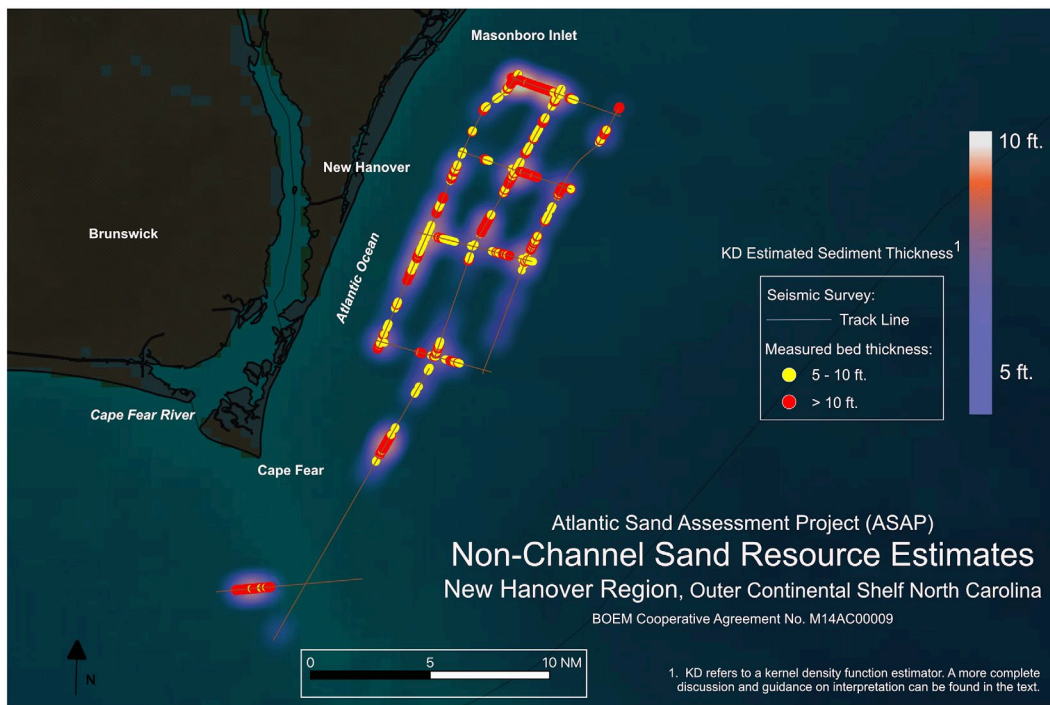 Masonboro Inlet
New Hanover
Brunswick
Atlantic Ocean
Cape Fear River
Cape Fear
10 ft.
5 ft.
KD Estimated Sediment Thickness1
Seismic Survey:
Track Line
Measured bed thickness:
5 - 10 ft.
> 10 ft.
Atlantic Sand Assessment Project (ASAP)
Non-Channel Sand Resource Estimates
New Hanover Region, Outer Continental Shelf North Carolina
BOEM Cooperative Agreement No. M14AC00009
N
0 5 10 NM
1. KD refers to a kernel density function estimator. A more complete
discussion and guidance on interpretation can be found in the text.